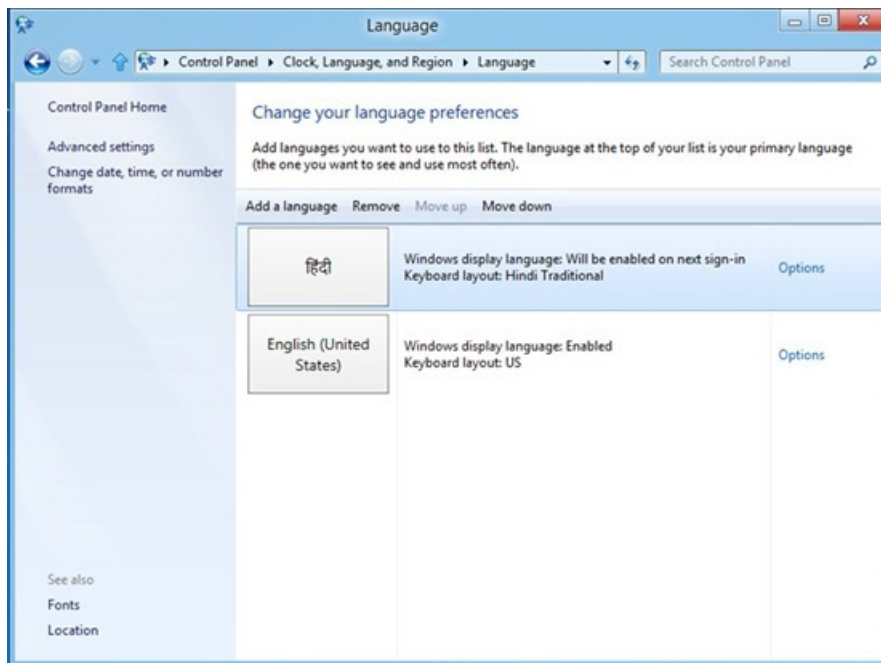 Language
Control Panel Clock, Language, and Region Language Search Control Panel
Control Panel Home
Advanced settings
Change date, time, or number
formats
See also
Fonts
Location
Change your language preferences
Add languages you want to use to this list. The language at the top of your list is your primary language
(the one you want to see and use most often).
Add a language Remove Move up Move down
हिंदी
Windows display language: Will be enabled on next sign-in
Keyboard layout: Hindi Traditional
Options
English (United
States)
Windows display language: Enabled
Keyboard layout: US
Options